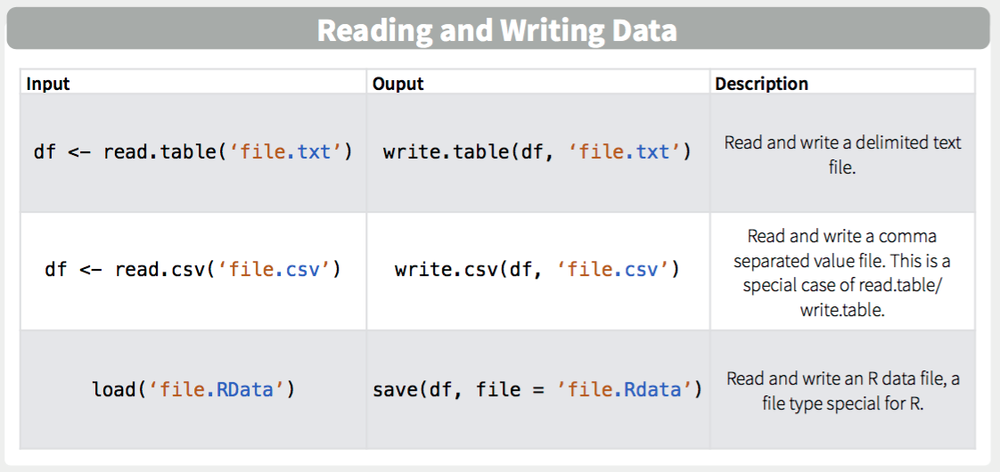 Reading and Writing Data
Input Ouput Description
df <- read.table(‘file.txt’) write.table(df, ‘file.txt’) Read and write a delimited text
file.
df <- read.csv(‘file.csv’) write.csv(df, ‘file.csv’) Read and write a comma
separated value file. This is a
special case of read.table/
write.table.
load(‘file.RData’) save(df, file = ’file.Rdata’) Read and write an R data file, a
file type special for R.